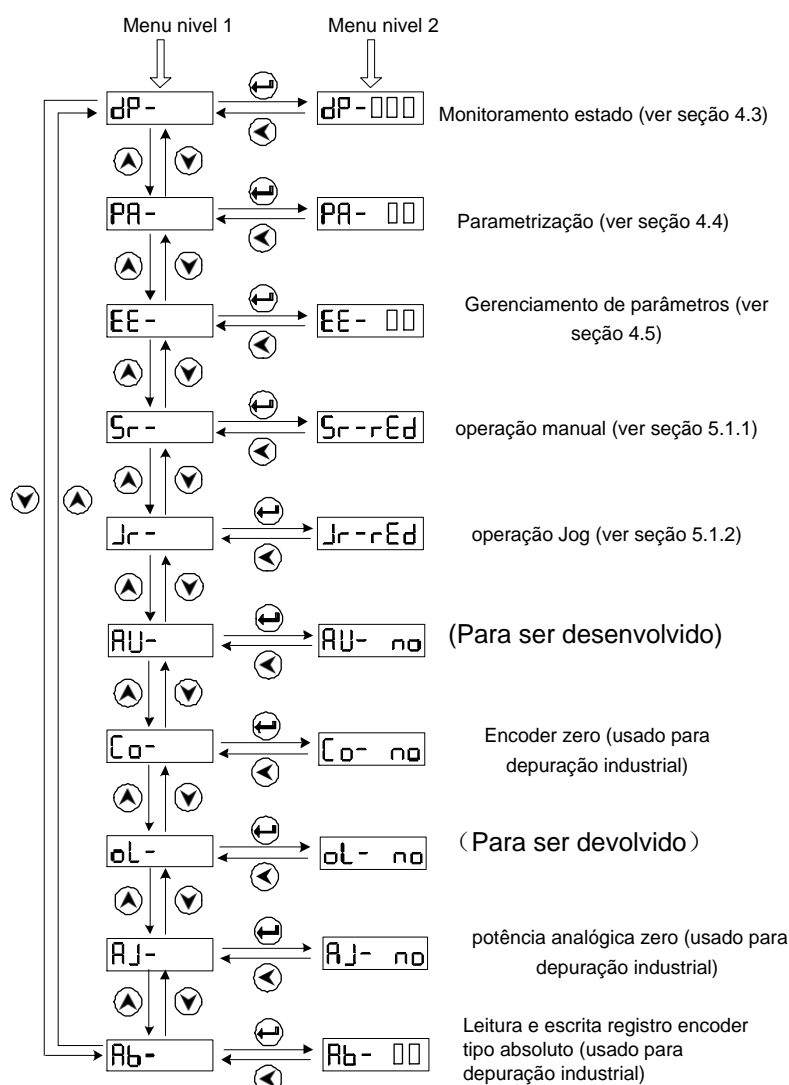 Menu nivel 1
Menu nivel 2
dP-
dP-□□□
Monitoramento estado (ver seção 4.3)
PA-
PA- □□
Parametrização (ver seção 4.4)
EE-
EE- □□
Gerenciamento de parâmetros (ver
seção 4.5)
Sr-
Sr-rEd
operação manual (ver seção 5.1.1)
Jr-
Jr-rEd
operação Jog (ver seção 5.1.2)
AU-
AU- no
(Para ser desenvolvido)
Co-
Co- no
Encoder zero (usado para
depuração industrial)
oL-
oL- no
（Para ser devolvido）
AJ-
AJ- no
potência analógica zero (usado para
depuração industrial)
Ab-
Ab- □□
Leitura e escrita registro encoder
tipo absoluto (usado para
depuração industrial)